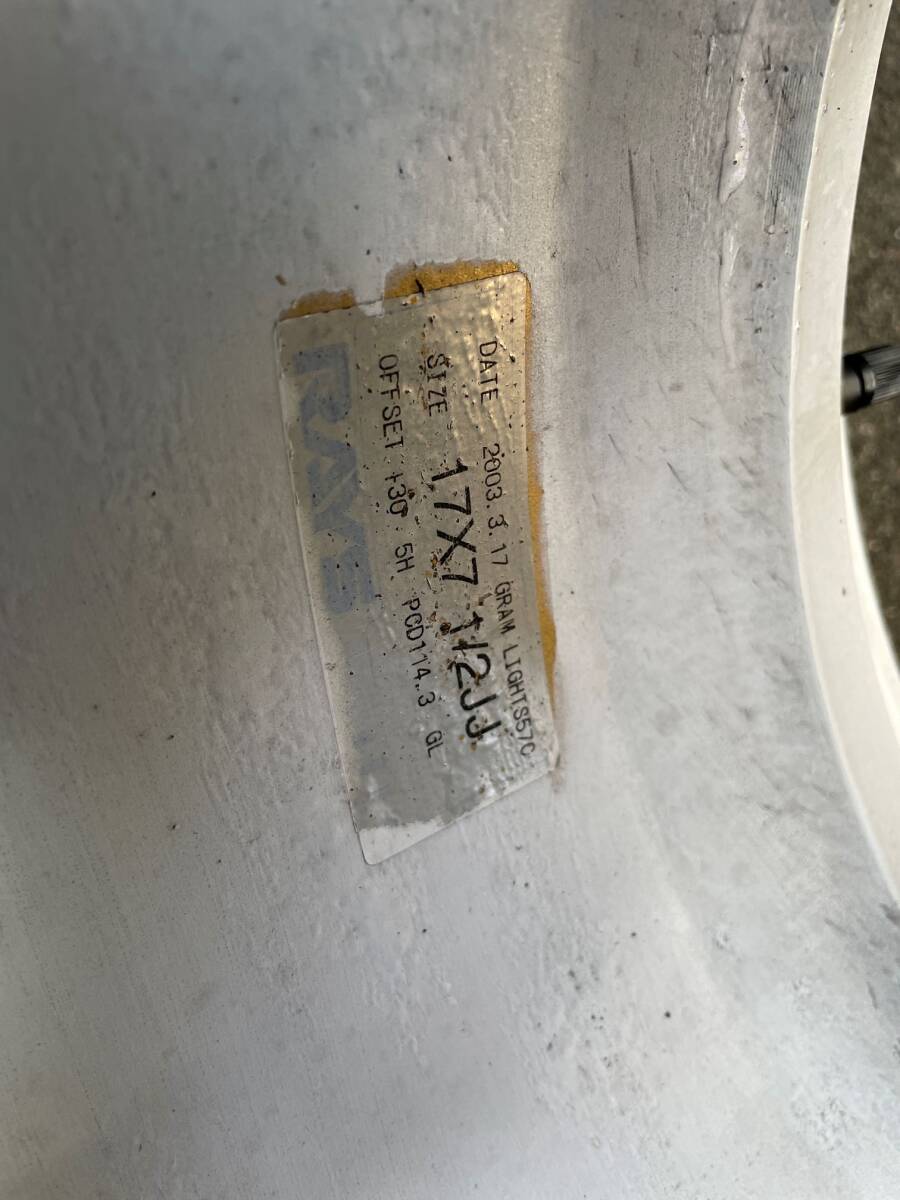 DATE 2003.3.17 GRAM LIGHTS57C
SIZE 17X7 1/2JJ
OFFSET +30 5H PCD114.3 GL
RAYS